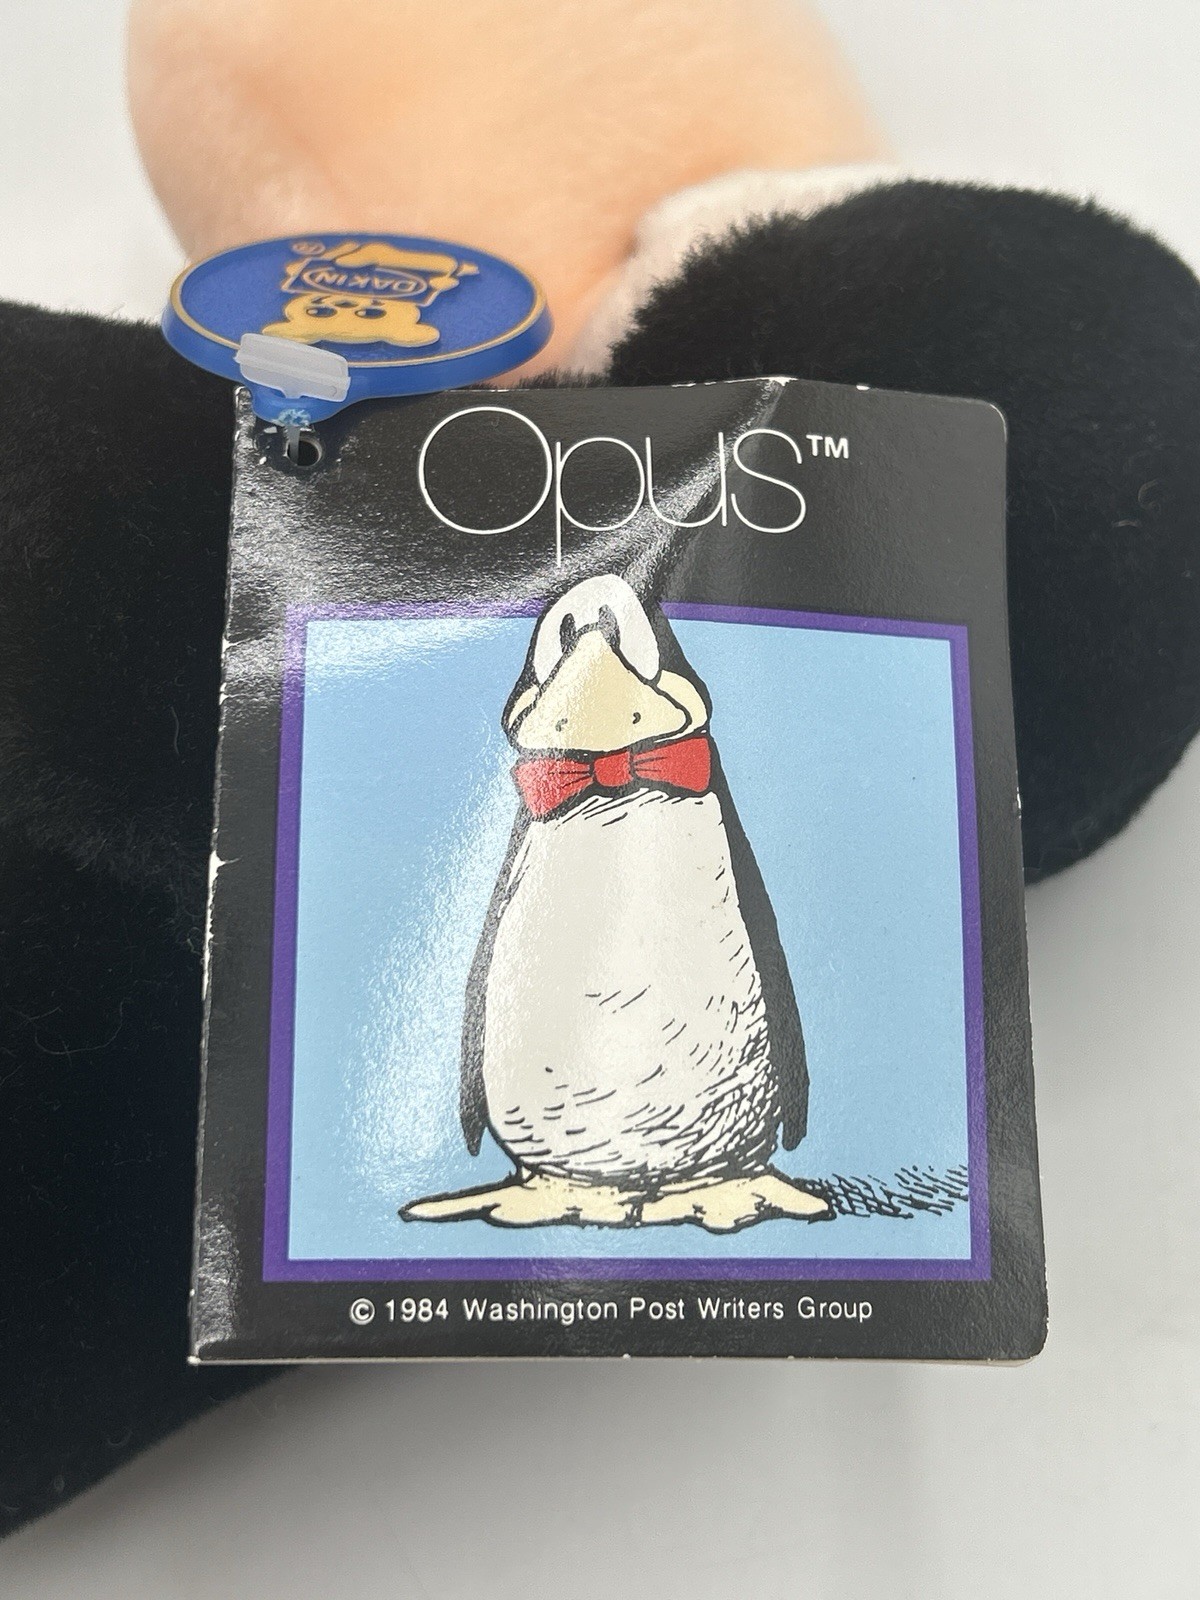 DAKIN
Opus™
© 1984 Washington Post Writers Group